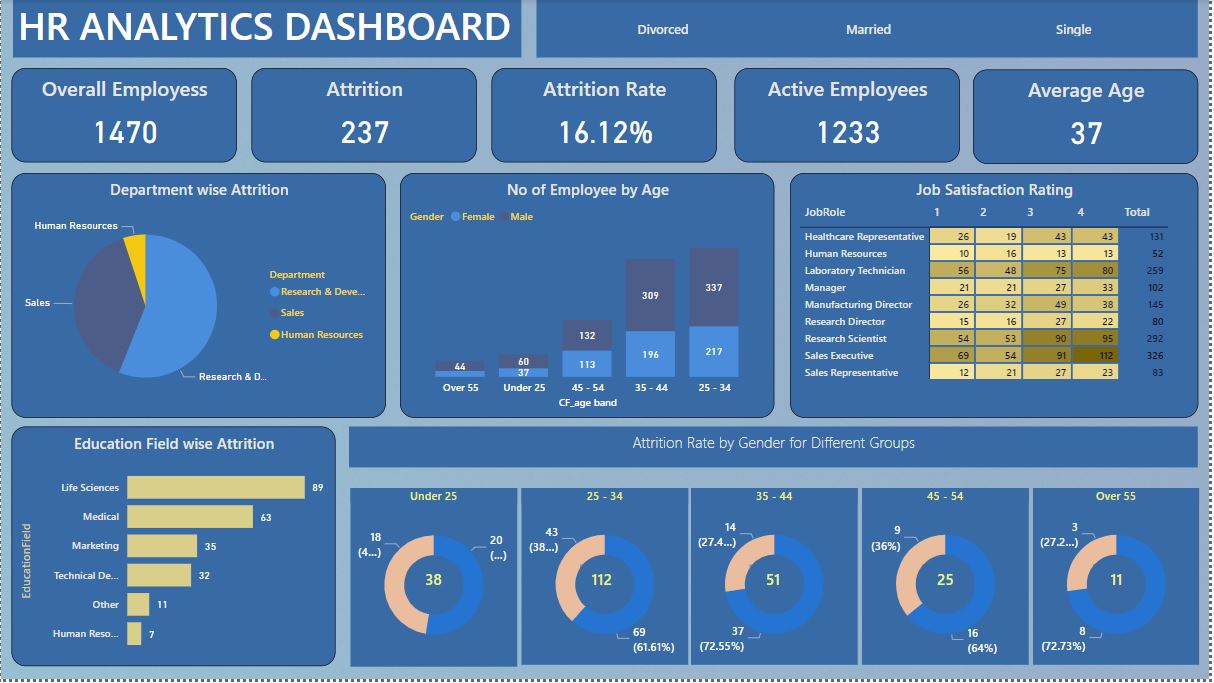 HR ANALYTICS DASHBOARD
Divorced Married Single
Overall Employess
1470
Attrition
237
Attrition Rate
16.12%
Active Employees
1233
Average Age
37
Department wise Attrition
Human Resources
Sales
Research & D...
Department
Research & Deve...
Sales
Human Resources
No of Employee by Age
Gender Female Male
44
60
37
132
113
309
196
337
217
Over 55 Under 25 45 - 54 35 - 44 25 - 34
CF_age band
Job Satisfaction Rating
JobRole 1 2 3 4 Total
Healthcare Representative 26 19 43 43 131
Human Resources 10 16 13 13 52
Laboratory Technician 56 48 75 80 259
Manager 21 21 27 33 102
Manufacturing Director 26 32 49 38 145
Research Director 15 16 27 22 80
Research Scientist 54 53 90 95 292
Sales Executive 69 54 91 112 326
Sales Representative 12 21 27 23 83
Education Field wise Attrition
EducationField
Life Sciences 89
Medical 63
Marketing 35
Technical De... 32
Other 11
Human Reso... 7
Attrition Rate by Gender for Different Groups
Under 25
18
(4...)
20
(...)
38
25 - 34
43
(38...)
112
69
(61.61%)
35 - 44
14
(27.4...)
51
37
(72.55%)
45 - 54
9
(36%)
25
16
(64%)
Over 55
3
(27.2...)
11
8
(72.73%)